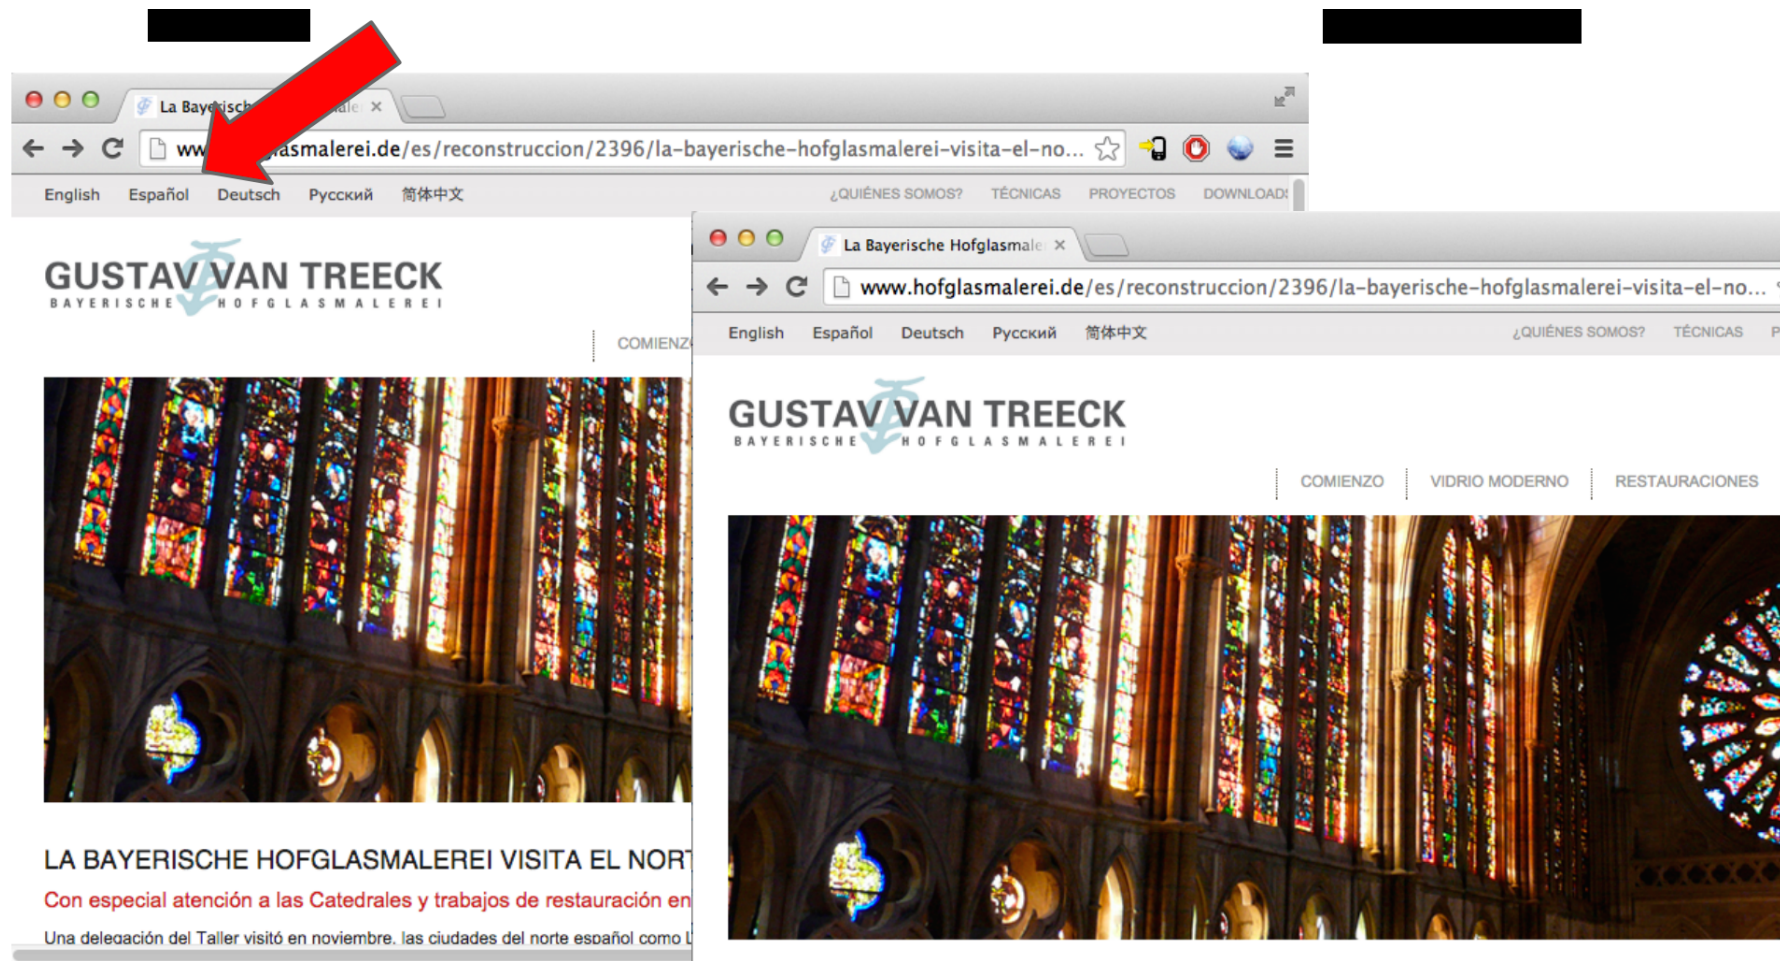 La Bayerisch
www. asmalerei.de/es/reconstruccion/2396/la-bayerische-hofglasmalerei-visita-el-no...
English Español Deutsch Русский 简体中文 ¿QUIÉNES SOMOS? TÉCNICAS PROYECTOS DOWNLOADS
GUSTAV VAN TREECK
BAYERISCHE HOFGLASMALEREI
COMIENZO
LA BAYERISCHE HOFGLASMALEREI VISITA EL NORT
Con especial atención a las Catedrales y trabajos de restauración en
Una delegación del Taller visitó en noviembre, las ciudades del norte español como L
La Bayerische Hofglasmaler
www.hofglasmalerei.de/es/reconstruccion/2396/la-bayerische-hofglasmalerei-visita-el-no...
English Español Deutsch Русский 简体中文 ¿QUIÉNES SOMOS? TÉCNICAS P
GUSTAV VAN TREECK
BAYERISCHE HOFGLASMALEREI
COMIENZO VIDRIO MODERNO RESTAURACIONES